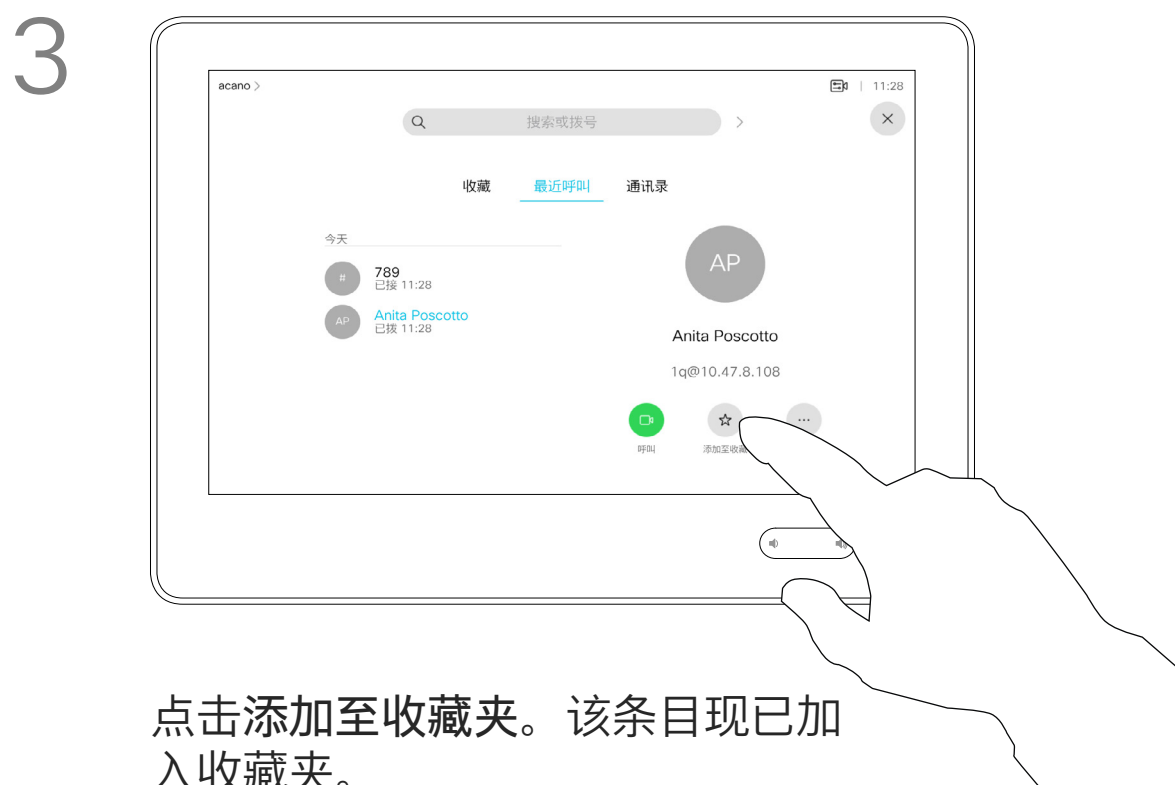 3
acano >
11:28
搜索或拨号
收藏 最近呼叫 通讯录
今天
#
789
已接 11:28
AP
Anita Poscotto
已拨 11:28
AP
Anita Poscotto
1q@10.47.8.108
呼叫
添加至收藏
点击添加至收藏夹。该条目现已加
入收藏夹。